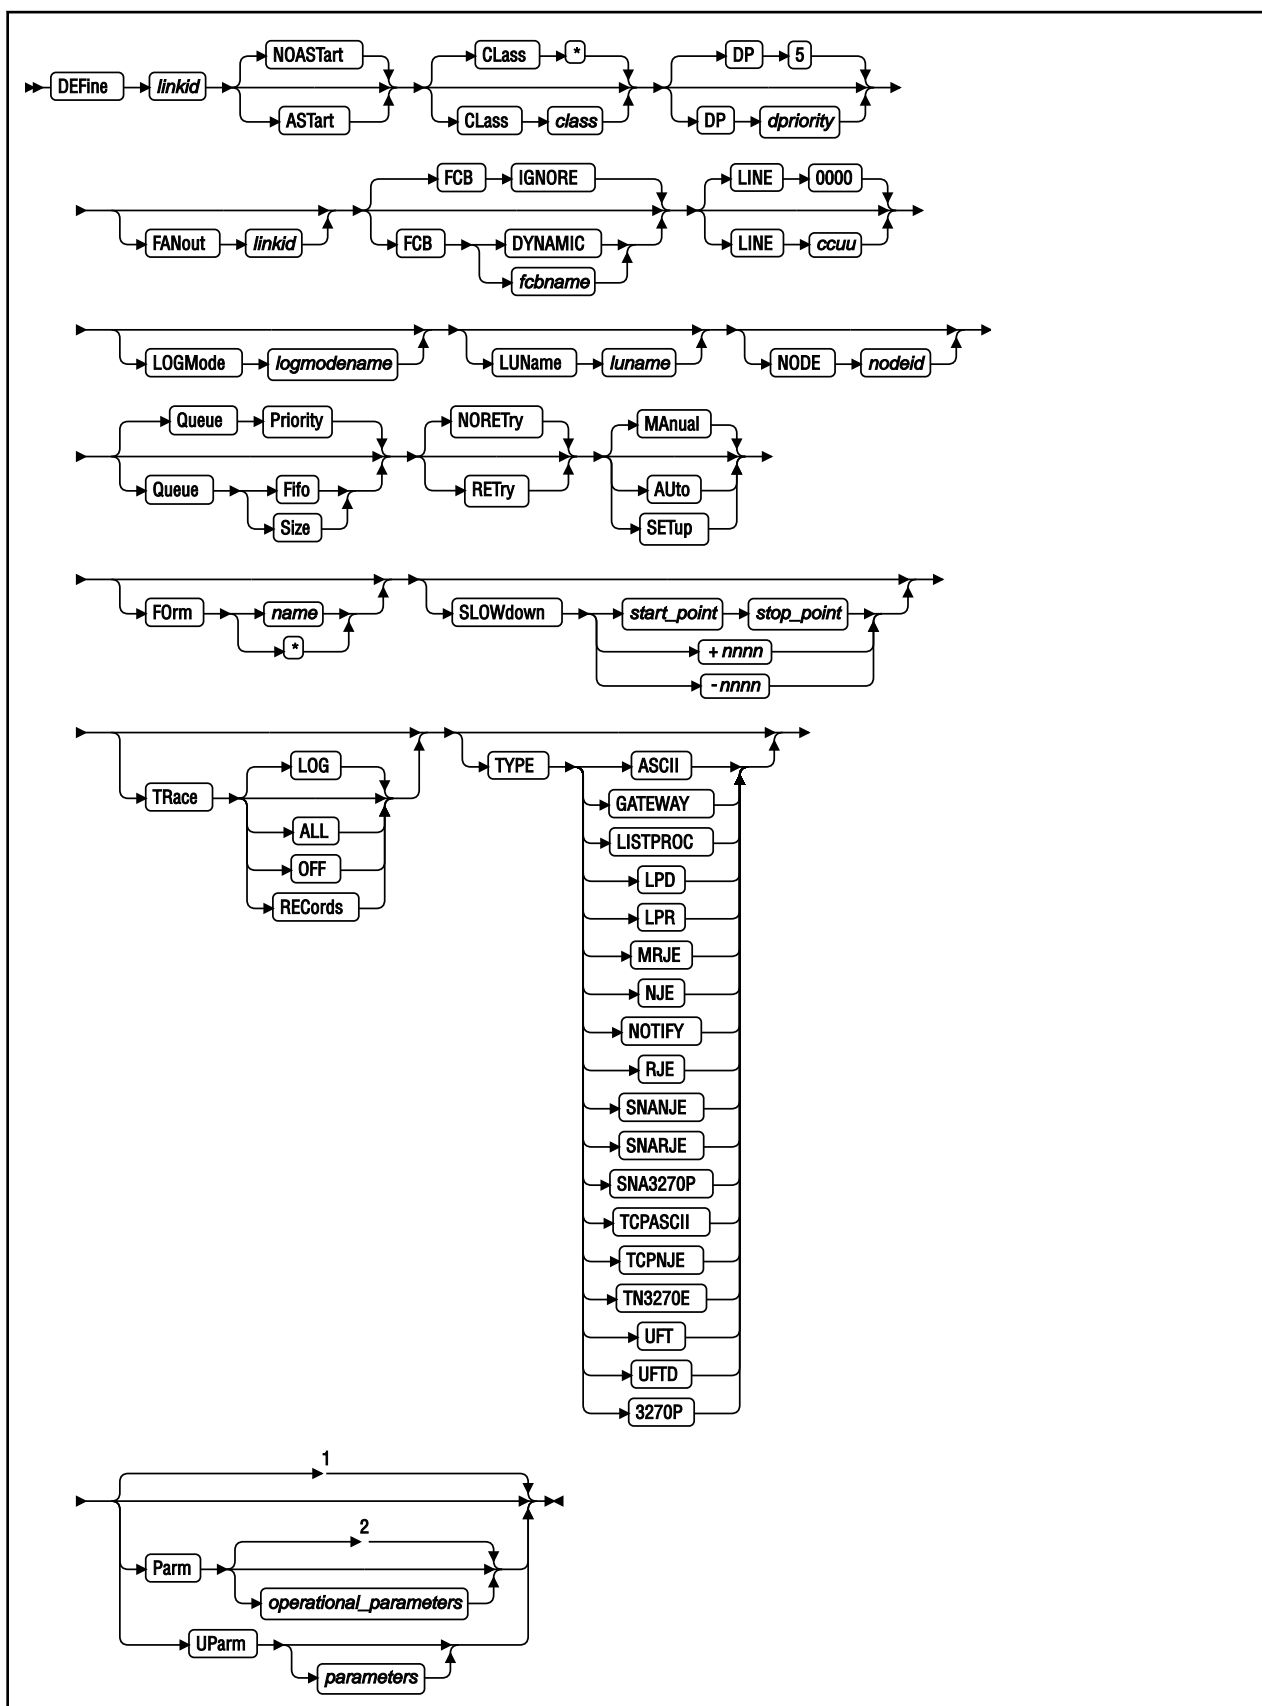 NOASTart CLass * DP 5
DEFine linkid
ASTart CLass class DP dpriority
FCB IGNORE LINE 0000
FANout linkid FCB DYNAMIC LINE ccuu
fcbname
LOGMode logmodename LUName luname NODE nodeid
Queue Priority NORETry MAnual
Queue Fifo RETry AUto
Size SETup
FOrm name SLOWdown start_point stop_point
* + nnnn
- nnnn
LOG TYPE ASCII
TRace GATEWAY
ALL LISTPROC
OFF LPD
RECords LPR
MRJE
NJE
NOTIFY
RJE
SNANJE
SNARJE
SNA3270P
TCPASCII
TCPNJE
TN3270E
UFT
UFTD
3270P
1
2
Parm
operational_parameters
UParm
parameters